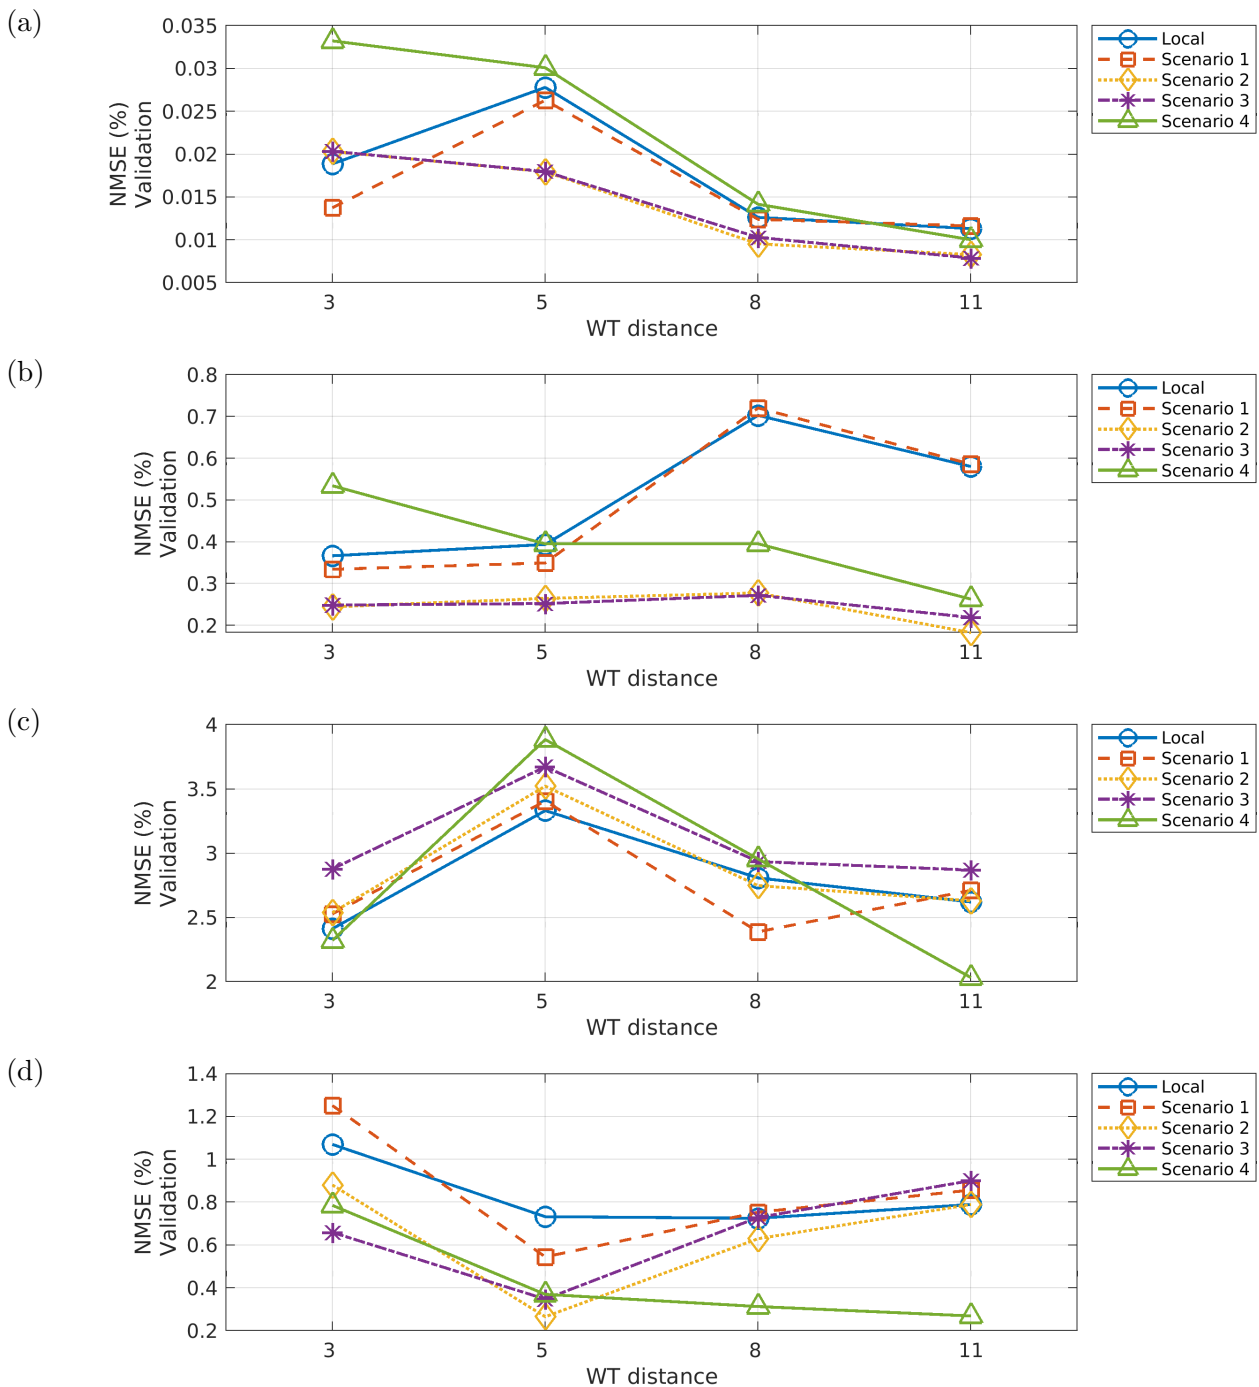 (a)
0.035
0.03
0.025
0.02
0.015
0.01
0.005
NMSE (%)
Validation
3
5
8
11
WT distance
Local
Scenario 1
Scenario 2
Scenario 3
Scenario 4
(b)
0.8
0.7
0.6
0.5
0.4
0.3
0.2
NMSE (%)
Validation
3
5
8
11
WT distance
Local
Scenario 1
Scenario 2
Scenario 3
Scenario 4
(c)
4
3.5
3
2.5
2
NMSE (%)
Validation
3
5
8
11
WT distance
Local
Scenario 1
Scenario 2
Scenario 3
Scenario 4
(d)
1.4
1.2
1
0.8
0.6
0.4
0.2
NMSE (%)
Validation
3
5
8
11
WT distance
Local
Scenario 1
Scenario 2
Scenario 3
Scenario 4